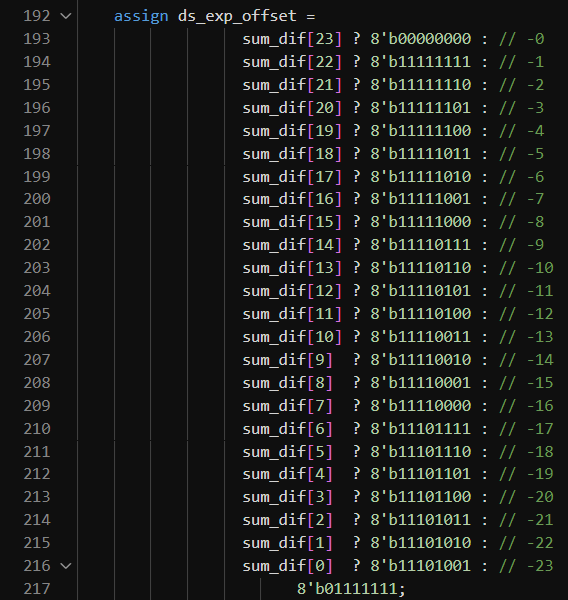 192 assign ds_exp_offset =
193 sum_dif[23] ? 8'b00000000 : // -0
194 sum_dif[22] ? 8'b11111111 : // -1
195 sum_dif[21] ? 8'b11111110 : // -2
196 sum_dif[20] ? 8'b11111101 : // -3
197 sum_dif[19] ? 8'b11111100 : // -4
198 sum_dif[18] ? 8'b11111011 : // -5
199 sum_dif[17] ? 8'b11111010 : // -6
200 sum_dif[16] ? 8'b11111001 : // -7
201 sum_dif[15] ? 8'b11111000 : // -8
202 sum_dif[14] ? 8'b11110111 : // -9
203 sum_dif[13] ? 8'b11110110 : // -10
204 sum_dif[12] ? 8'b11110101 : // -11
205 sum_dif[11] ? 8'b11110100 : // -12
206 sum_dif[10] ? 8'b11110011 : // -13
207 sum_dif[9]  ? 8'b11110010 : // -14
208 sum_dif[8]  ? 8'b11110001 : // -15
209 sum_dif[7]  ? 8'b11110000 : // -16
210 sum_dif[6]  ? 8'b11101111 : // -17
211 sum_dif[5]  ? 8'b11101110 : // -18
212 sum_dif[4]  ? 8'b11101101 : // -19
213 sum_dif[3]  ? 8'b11101100 : // -20
214 sum_dif[2]  ? 8'b11101011 : // -21
215 sum_dif[1]  ? 8'b11101010 : // -22
216 sum_dif[0]  ? 8'b11101001 : // -23
217 8'b01111111;